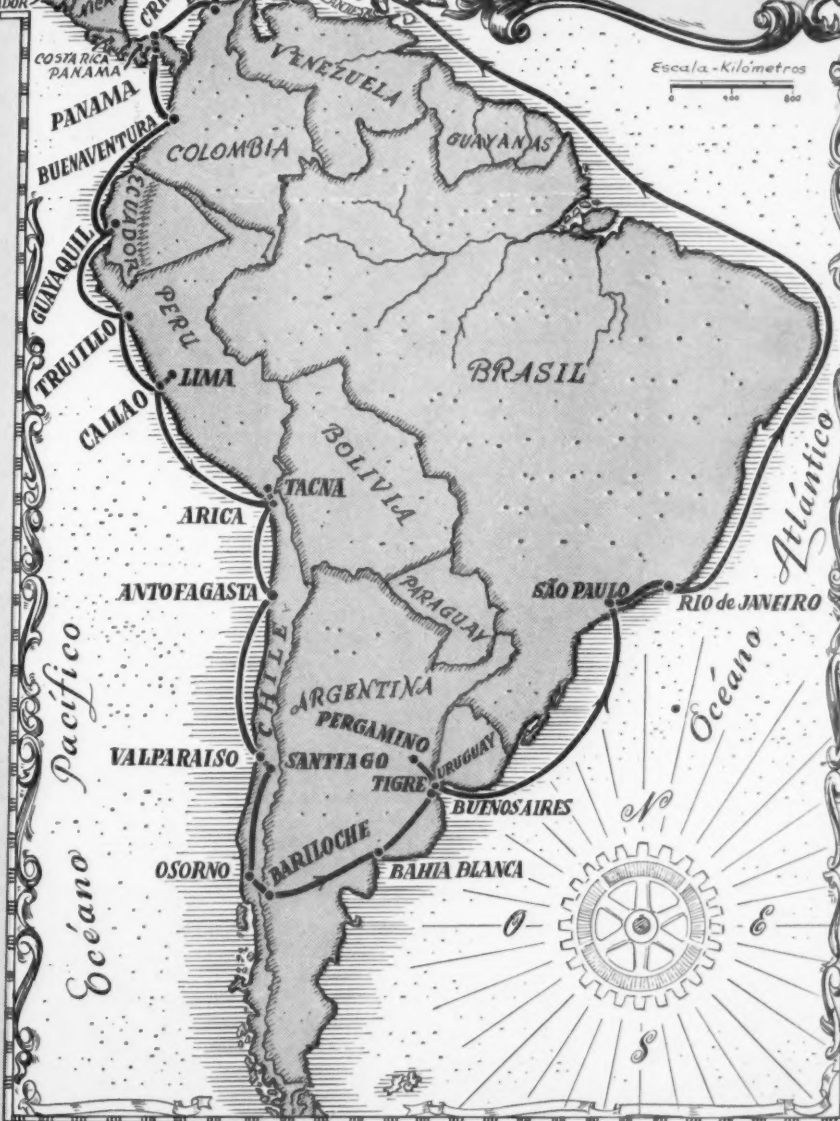 COSTA RICA
PANAMA
PANAMA
BUENAVENTURA
VENEZUELA
Escala-Kilómetros
400
800
COLOMBIA
GUAYANAS
ECUADOR
GUAYAQUIL
PERU
TRUJILLO
LIMA
CALLAO
BRASIL
BOLIVIA
TACNA
ARICA
ANTOFAGASTA
PARAGUAY
SÃO PAULO
RIO de JANEIRO
Océano Atlántico
Océano Pacífico
CHILE
ARGENTINA
PERGAMINO
VALPARAISO
SANTIAGO
TIGRE
URUGUAY
BUENOS AIRES
BARILOCHE
OSORNO
BAHIA BLANCA
N
O
E
S